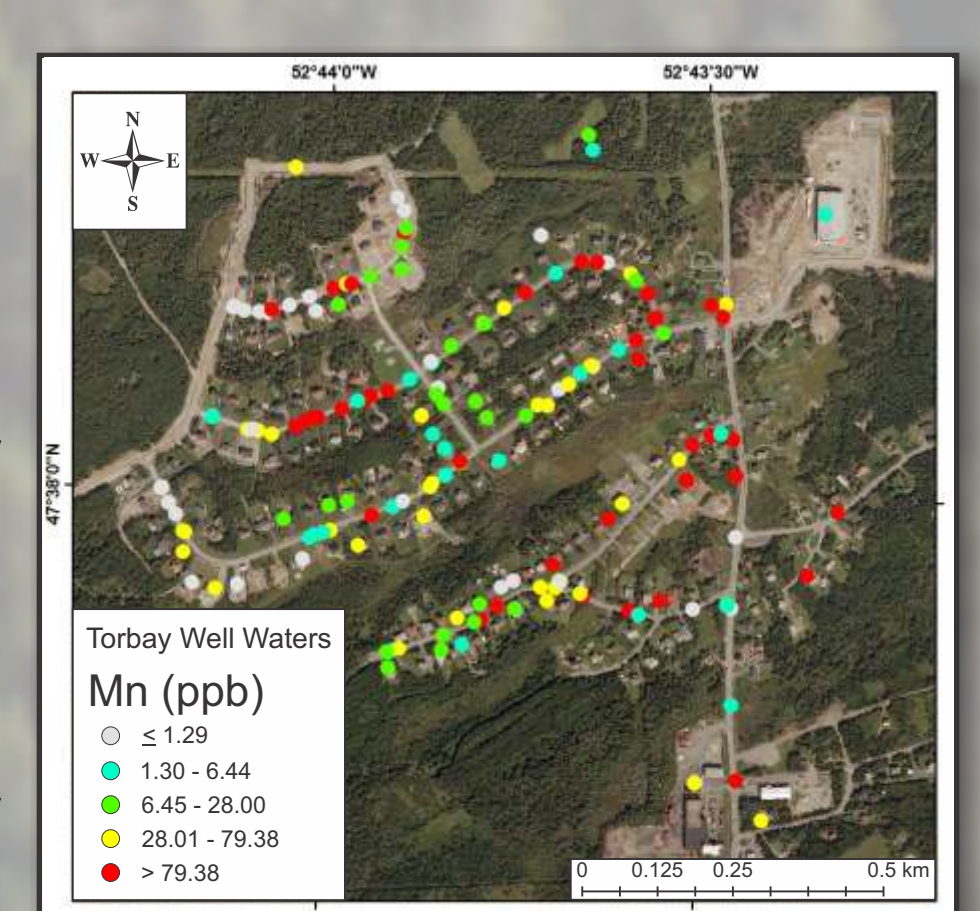 52°44'0"W 52°43'30"W
N
W E
S
47°38'0"N
Torbay Well Waters
Mn (ppb)
≤ 1.29
1.30 - 6.44
6.45 - 28.00
28.01 - 79.38
> 79.38
0 0.125 0.25 0.5 km